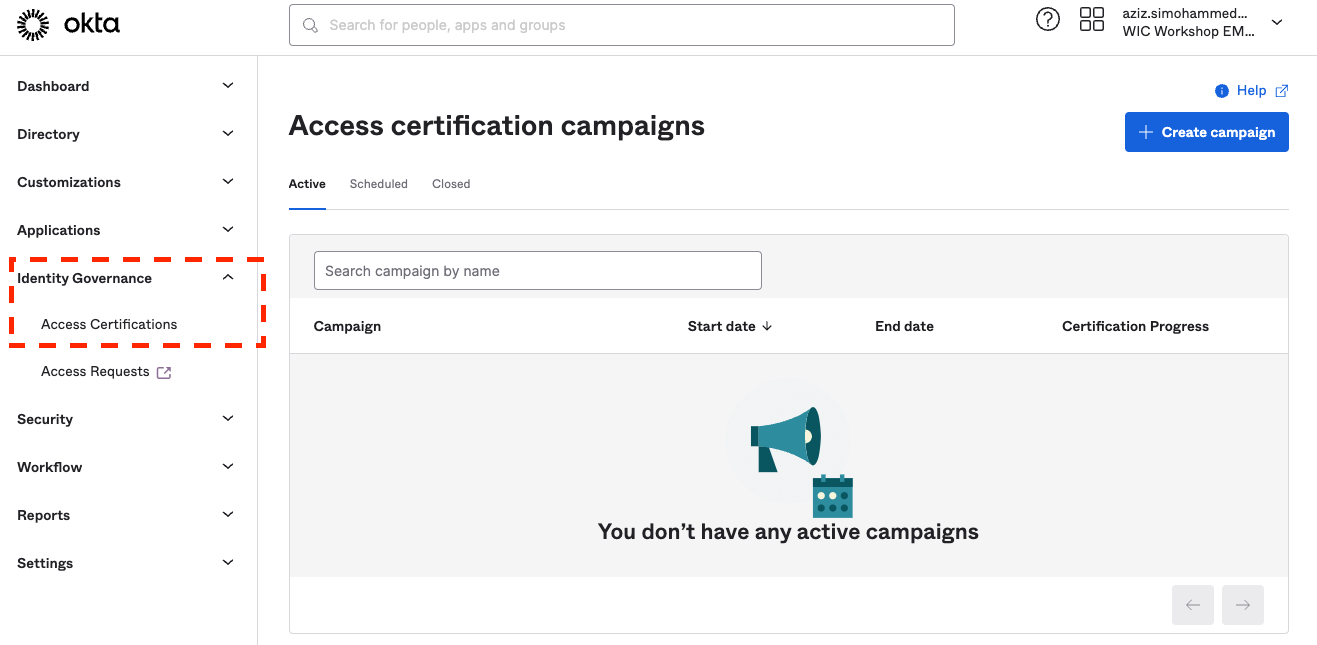 okta
Search for people, apps and groups
aziz.simohammed...
WIC Workshop EM...
Dashboard
Directory
Customizations
Applications
Identity Governance
Access Certifications
Access Requests
Security
Workflow
Reports
Settings
Help
Access certification campaigns
Create campaign
Active Scheduled Closed
Search campaign by name
Campaign Start date End date Certification Progress
You don’t have any active campaigns